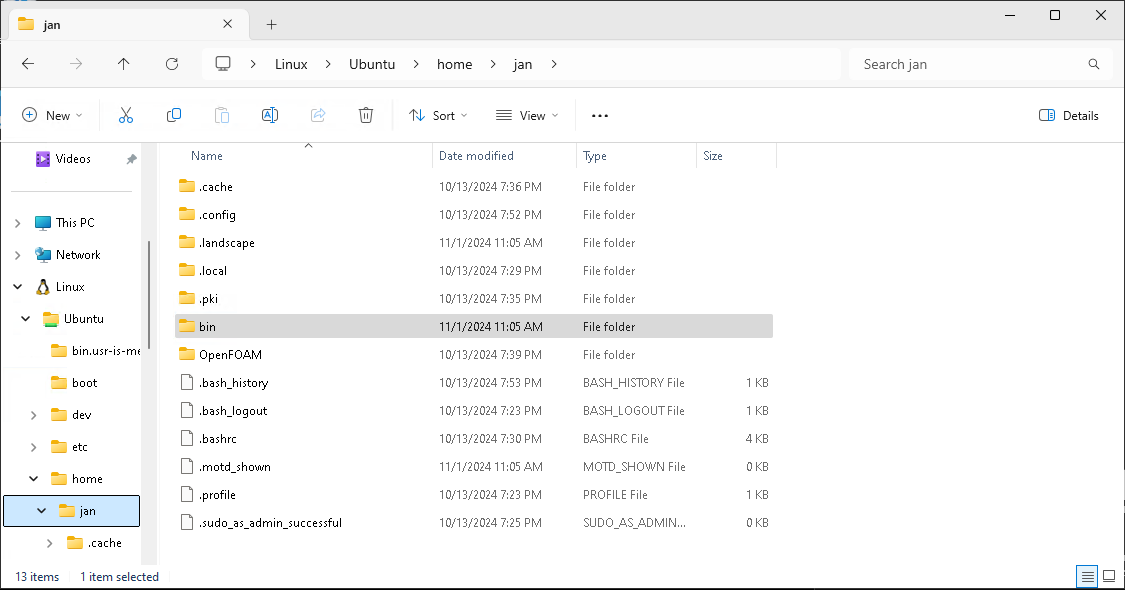 jan
Linux Ubuntu home jan
Search jan
New
Sort
View
Details
Videos
This PC
Network
Linux
Ubuntu
bin.usr-is-me
boot
dev
etc
home
jan
.cache
Name Date modified Type Size
.cache 10/13/2024 7:36 PM File folder
.config 10/13/2024 7:52 PM File folder
.landscape 11/1/2024 11:05 AM File folder
.local 10/13/2024 7:29 PM File folder
.pki 10/13/2024 7:35 PM File folder
bin 11/1/2024 11:05 AM File folder
OpenFOAM 10/13/2024 7:39 PM File folder
.bash_history 10/13/2024 7:53 PM BASH_HISTORY File 1 KB
.bash_logout 10/13/2024 7:23 PM BASH_LOGOUT File 1 KB
.bashrc 10/13/2024 7:30 PM BASHRC File 4 KB
.motd_shown 11/1/2024 11:05 AM MOTD_SHOWN File 0 KB
.profile 10/13/2024 7:23 PM PROFILE File 1 KB
.sudo_as_admin_successful 10/13/2024 7:25 PM SUDO_AS_ADMIN... 0 KB
13 items 1 item selected